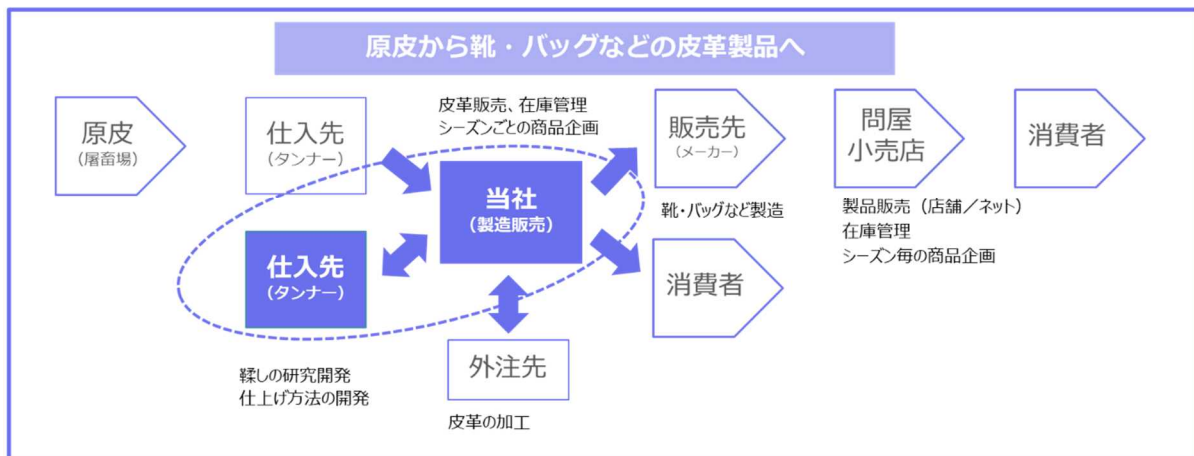 原皮から靴・バッグなどの皮革製品へ
原皮
（屠畜場）
仕入先
（タンナー）
皮革販売、在庫管理
シーズンごとの商品企画
当社
（製造販売）
販売先
（メーカー）
靴・バッグなど製造
問屋
小売店
製品販売（店舗／ネット）
在庫管理
シーズン毎の商品企画
消費者
仕入先
（タンナー）
鞣しの研究開発
仕上げ方法の開発
外注先
皮革の加工
消費者